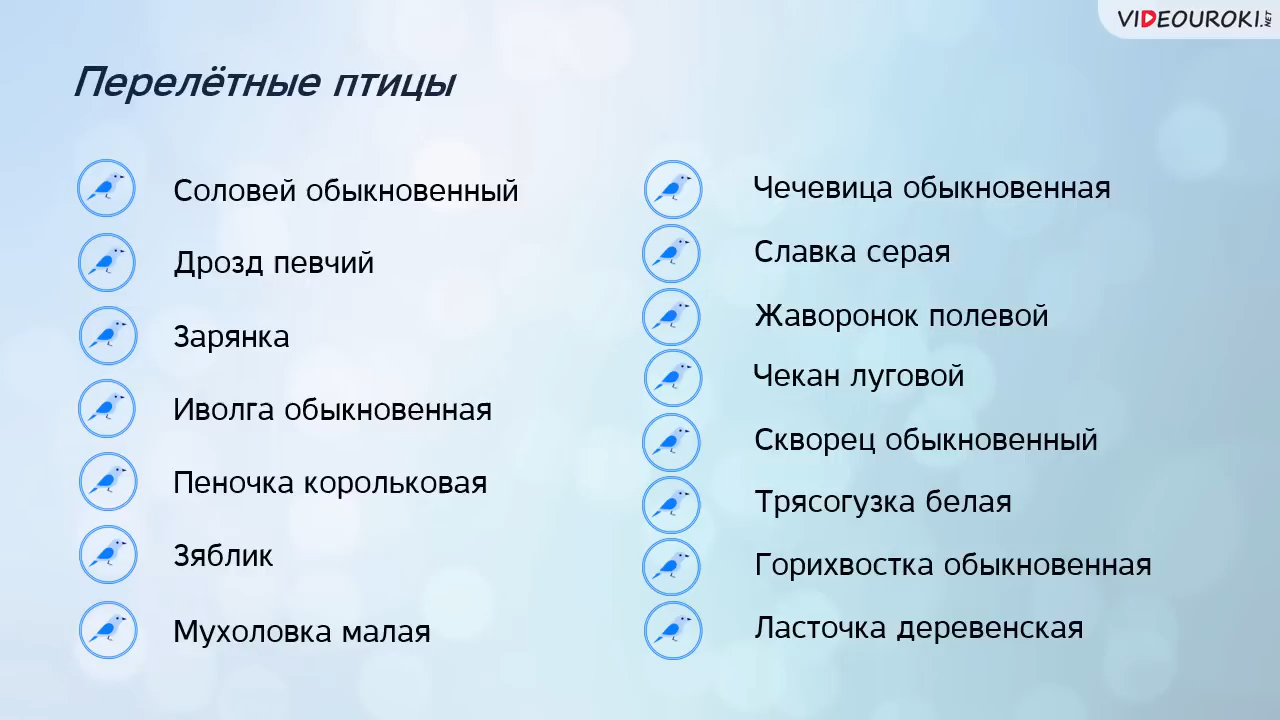 VIDEOUROKI.NET
Перелётные птицы
Соловей обыкновенный
Дрозд певчий
Зарянка
Иволга обыкновенная
Пеночка корольковая
Зяблик
Мухоловка малая
Чечевица обыкновенная
Славка серая
Жаворонок полевой
Чекан луговой
Скворец обыкновенный
Трясогузка белая
Горихвостка обыкновенная
Ласточка деревенская